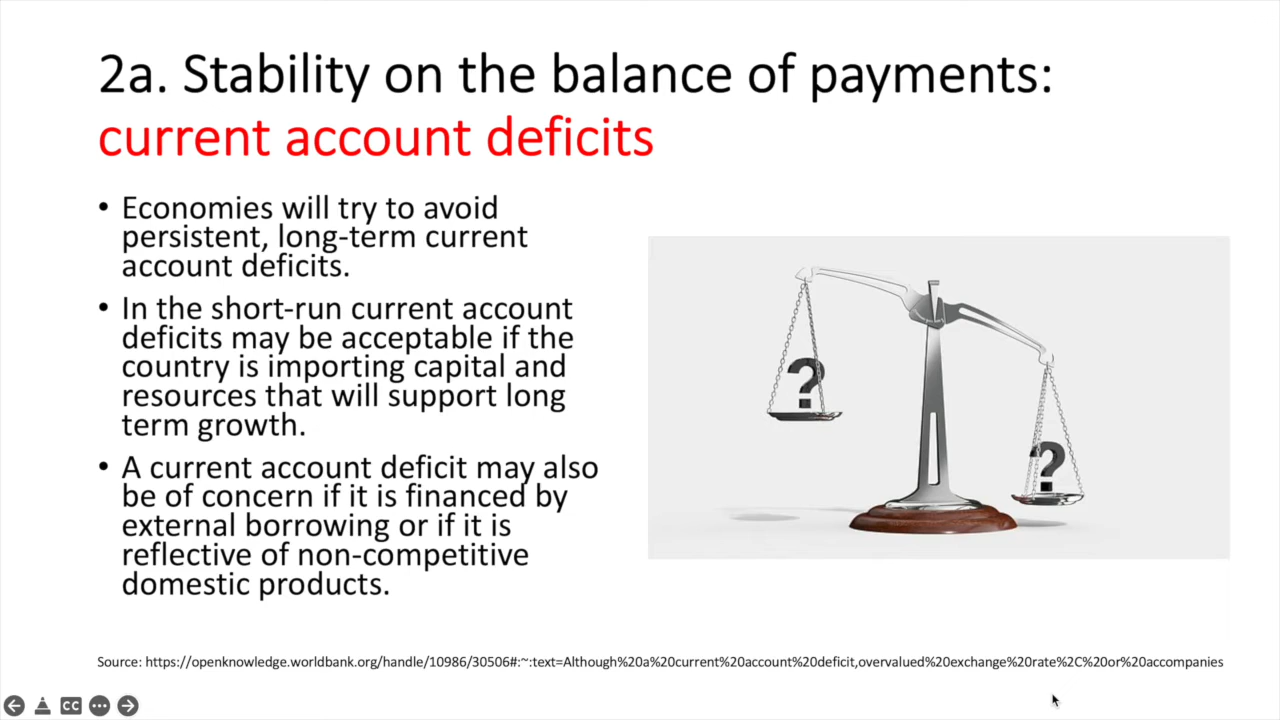 2a. Stability on the balance of payments:
current account deficits
• Economies will try to avoid
persistent, long-term current
account deficits.
• In the short-run current account
deficits may be acceptable if the
country is importing capital and
resources that will support long
term growth.
• A current account deficit may also
be of concern if it is financed by
external borrowing or if it is
reflective of non-competitive
domestic products.
?
?
Source: https://openknowledge.worldbank.org/handle/10986/30506#:~:text=Although%20a%20current%20account%20deficit,overvalued%20exchange%20rate%2C%20or%20accompanies
CC